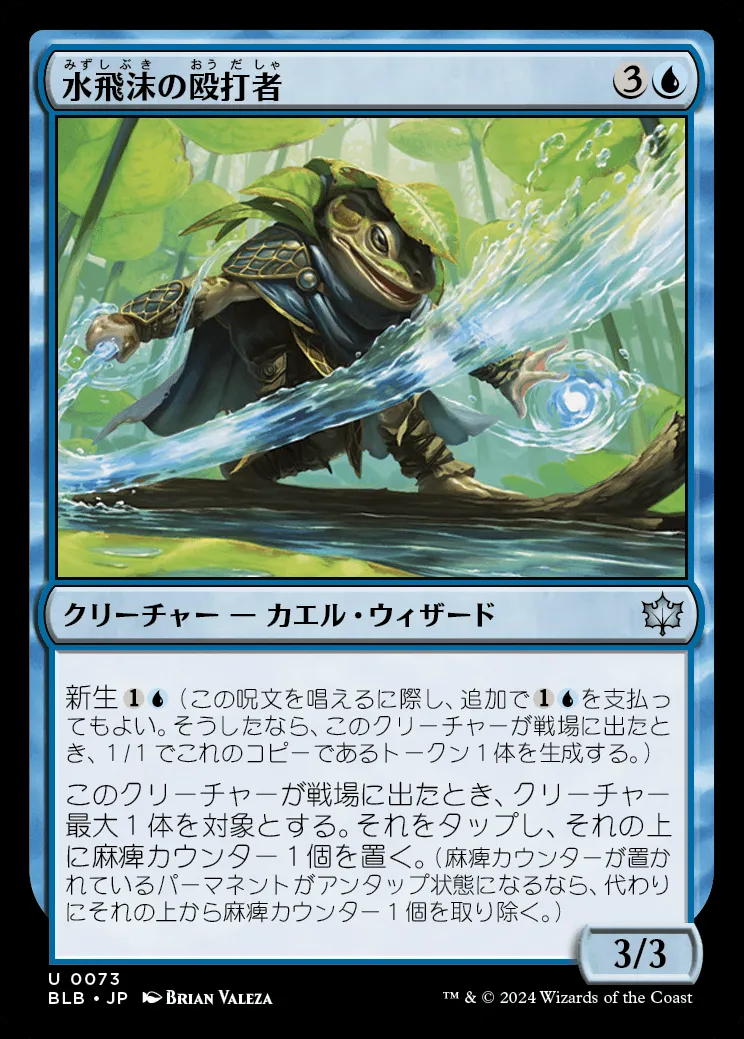 みずしぶき おうだしゃ
水飛沫の殴打者 3
クリーチャー — カエル・ウィザード
新生1（この呪文を唱えるに際し、追加で1を支払っ
てもよい。そうしたなら、このクリーチャーが戦場に出たと
き、1/1でこれのコピーであるトークン1体を生成する。）
このクリーチャーが戦場に出たとき、クリーチャー
最大1体を対象とする。それをタップし、それの上
に麻痺カウンター1個を置く。（麻痺カウンターが置か
れているパーマネントがアンタップ状態になるなら、代わり
にそれの上から麻痺カウンター1個を取り除く。）
3/3
U 0073
BLB • JP BRIAN VALEZA
™ & © 2024 Wizards of the Coast